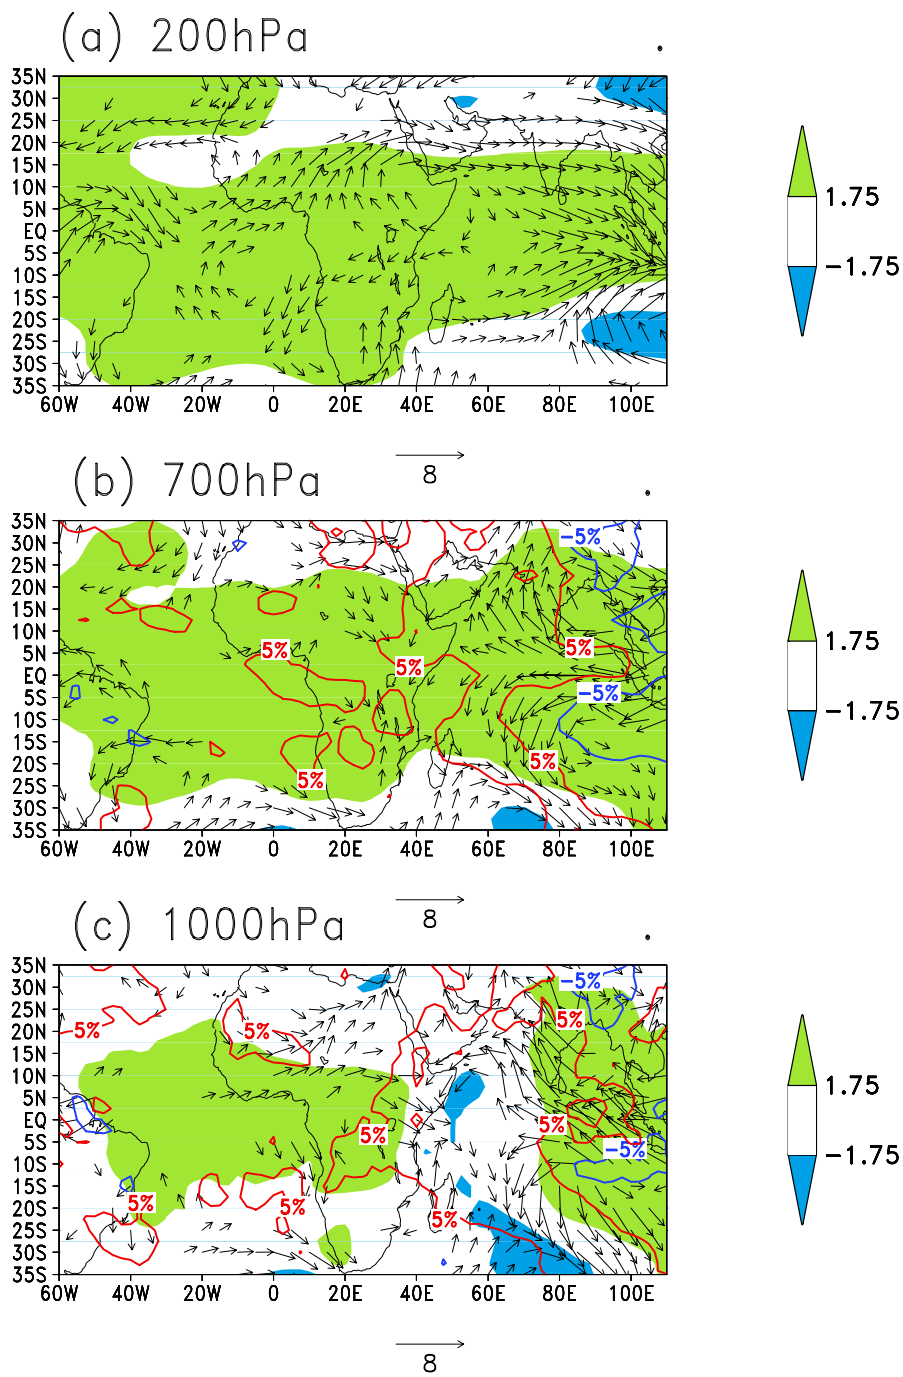 (a) 200hPa
35N
30N
25N
20N
15N
10N
5N
EQ
5S
10S
15S
20S
25S
30S
35S
60W 40W 20W 0 20E 40E 60E 80E 100E
1.75
-1.75
8
(b) 700hPa
35N
30N
25N
20N
15N
10N
5N
EQ
5S
10S
15S
20S
25S
30S
35S
-5%
5%
5%
5%
-5%
5%
5%
60W 40W 20W 0 20E 40E 60E 80E 100E
1.75
-1.75
8
(c) 1000hPa
35N
30N
25N
20N
15N
10N
5N
EQ
5S
10S
15S
20S
25S
30S
35S
-5%
5%
5%
5%
5%
5%
-5%
5%
5%
5%
60W 40W 20W 0 20E 40E 60E 80E 100E
1.75
-1.75
8